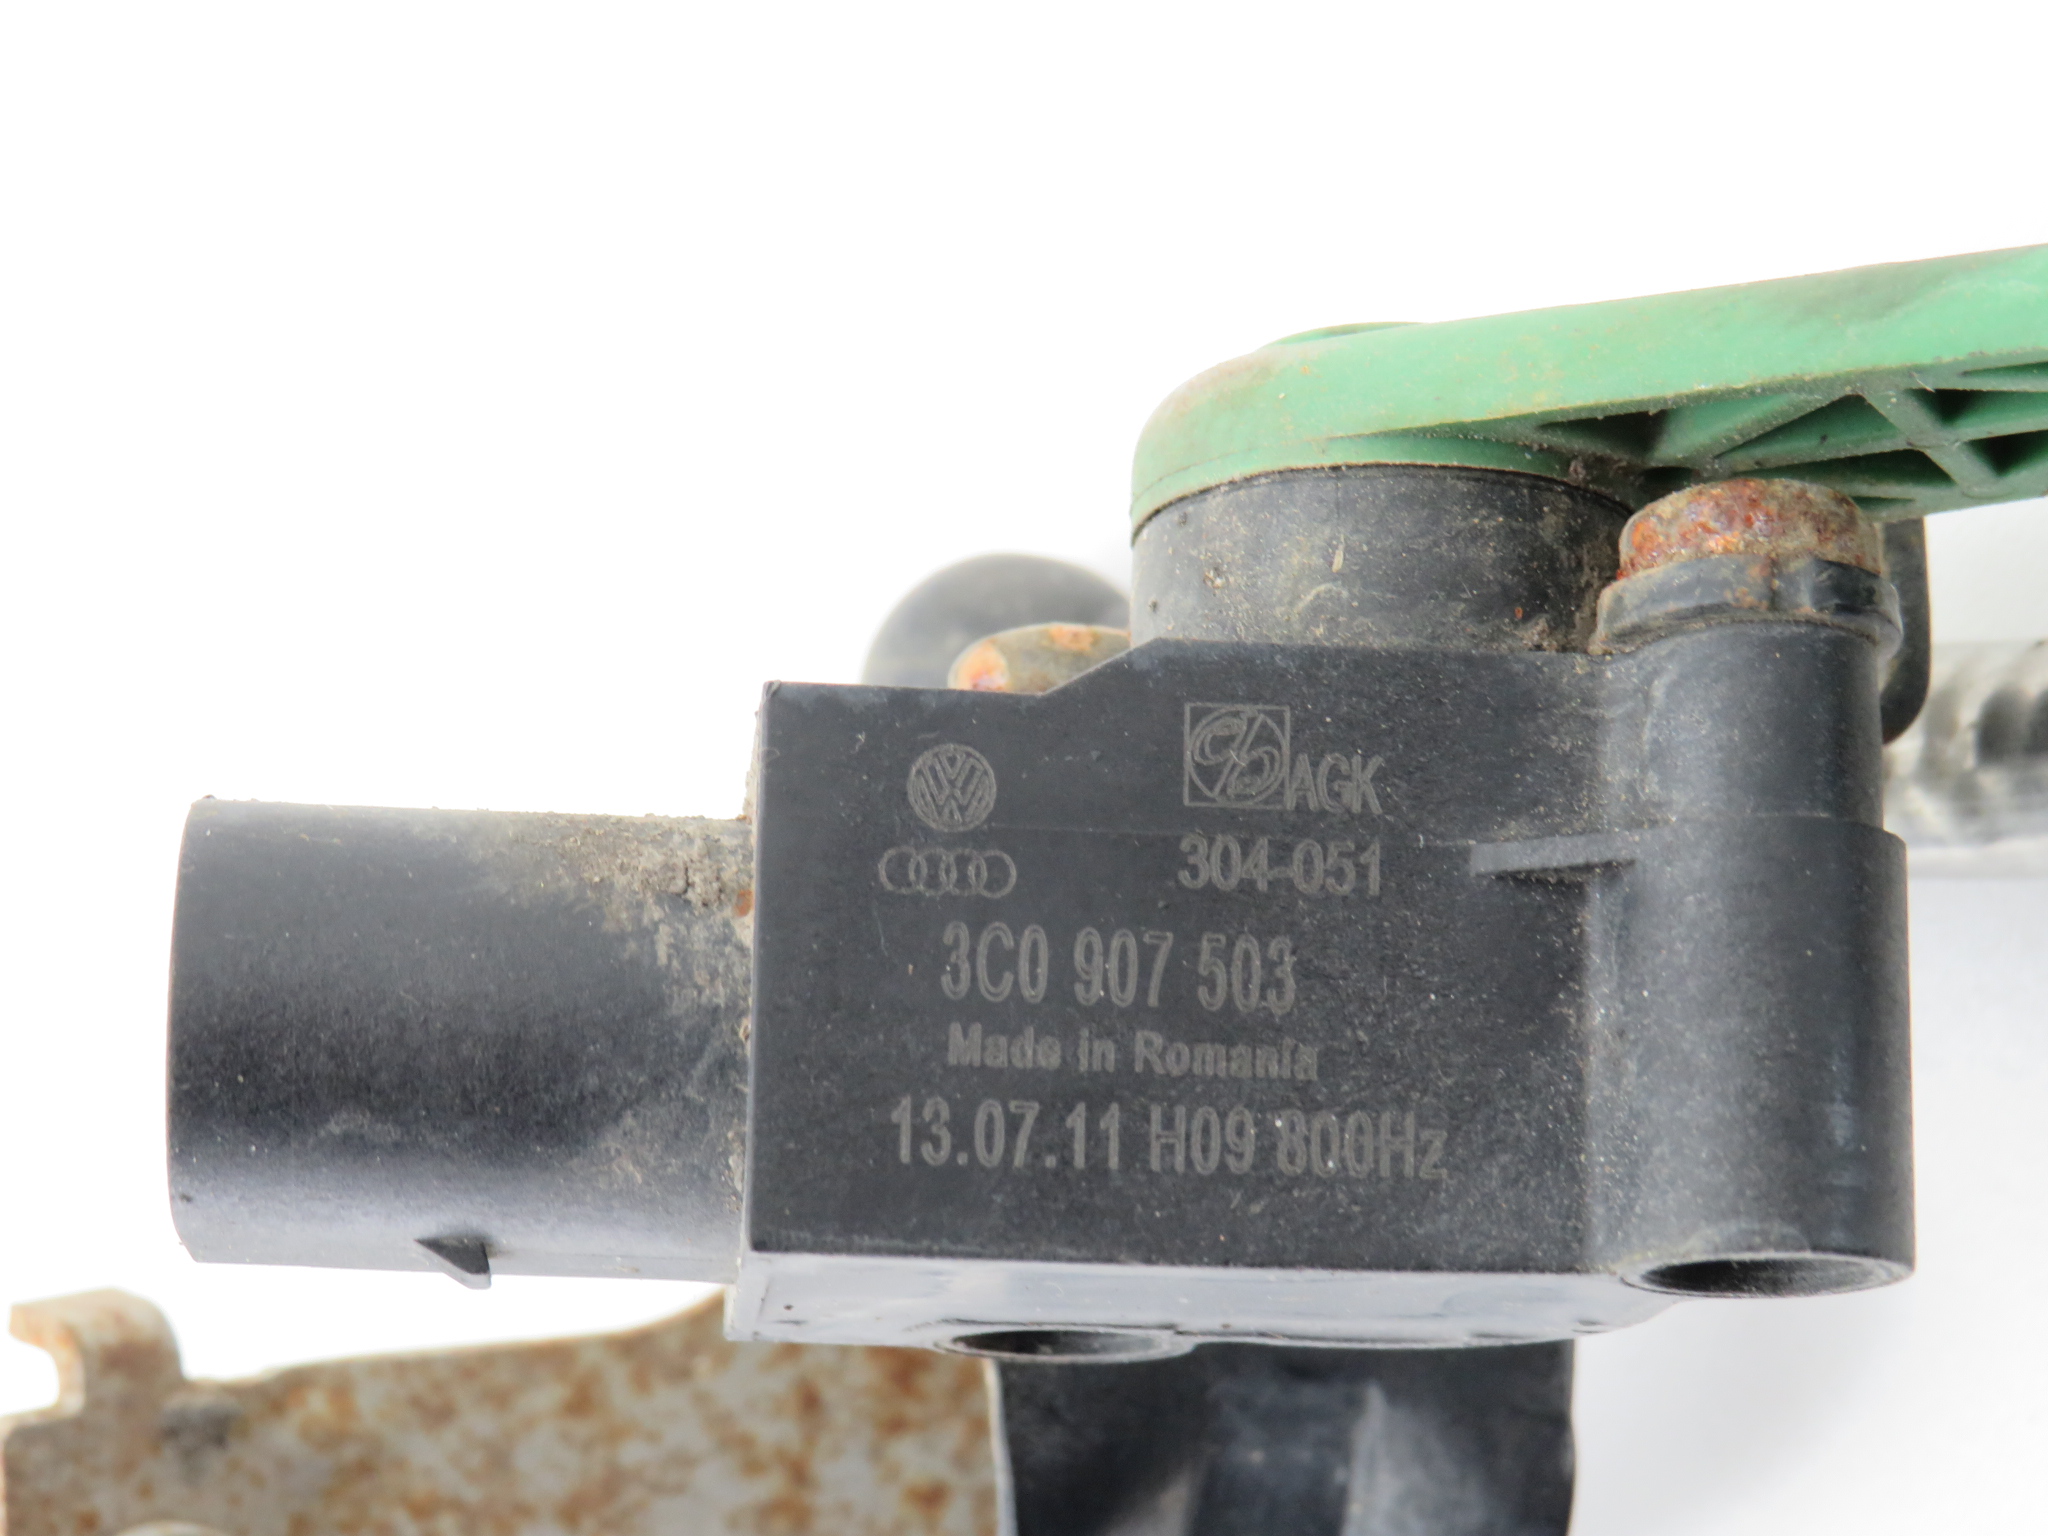 AGK
304-051
3C0 907 503
Made in Romania
13.07.11 H09 800Hz